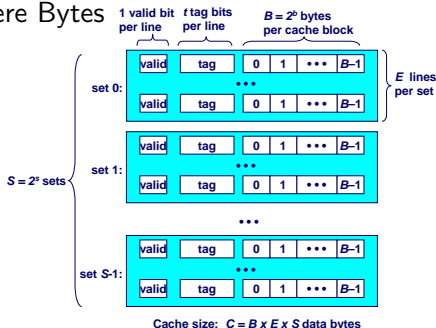 ere Bytes
1 valid bit per line
t tag bits per line
B = 2^b bytes per cache block
valid tag 0 1 ••• B–1
•••
set 0:
valid tag 0 1 ••• B–1
E lines per set
valid tag 0 1 ••• B–1
•••
set 1:
valid tag 0 1 ••• B–1
S = 2^s sets
•••
valid tag 0 1 ••• B–1
•••
set S-1:
valid tag 0 1 ••• B–1
Cache size: C = B x E x S data bytes